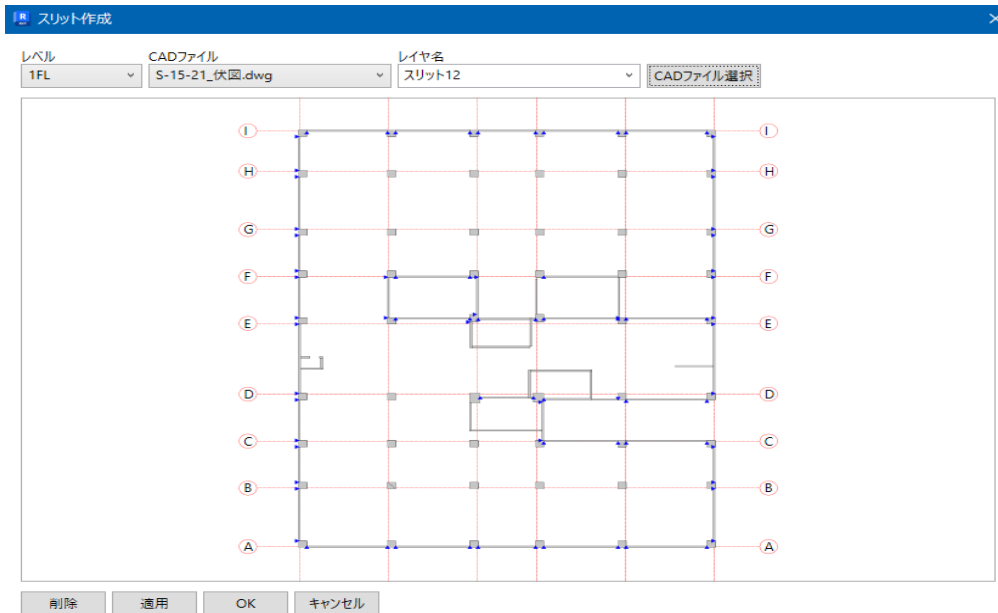 スリット作成
レベル CADファイル レイヤ名
1FL S-15-21_伏図.dwg スリット12 CADファイル選択
I I
H H
G G
F F
E E
D D
C C
B B
A A
削除 適用 OK キャンセル